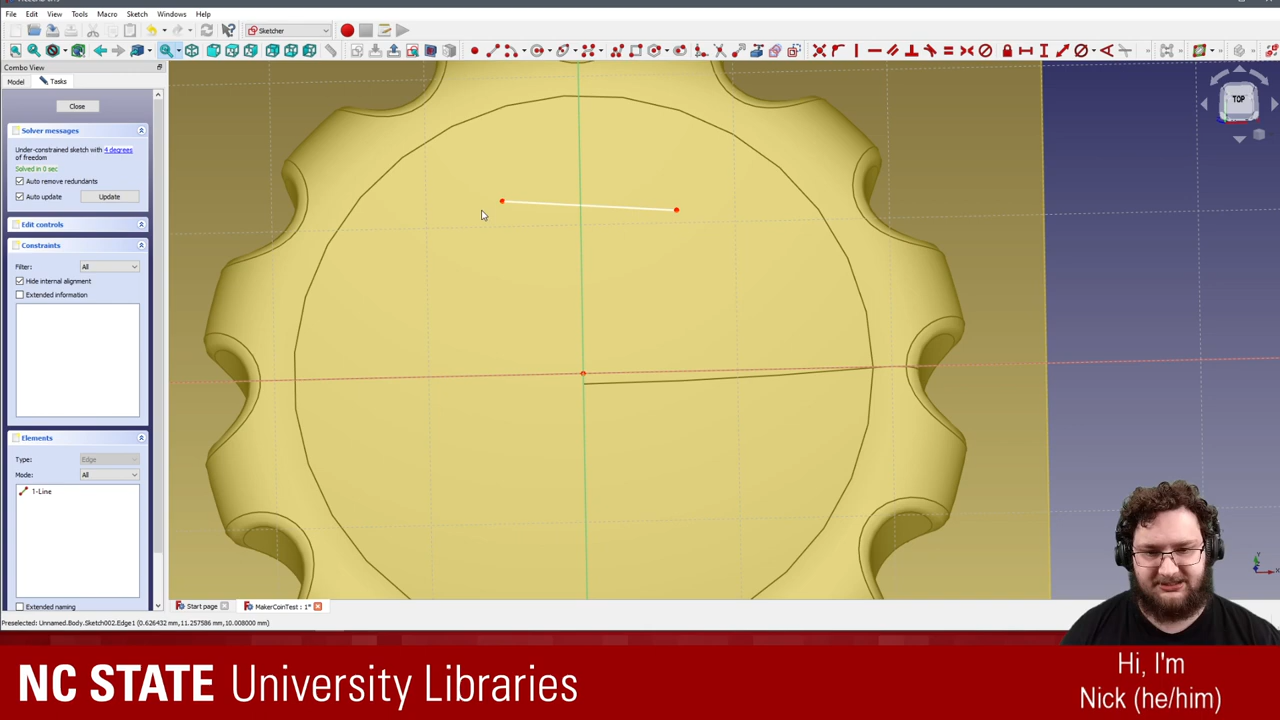 File Edit View Tools Macro Sketch Windows Help
Sketcher
Combo View
Model Tasks
Close
Solver messages
Under-constrained sketch with 4 degrees
of freedom
Solved in 0 sec
Auto remove redundants
Auto update Update
Edit controls
Constraints
Filter: All
Hide internal alignment
Extended information
Elements
Type: Edge
Mode: All
1-Line
Extended naming
TOP
Start page MakerCoinTest : 1*
Preselected: Unnamed.Body.Sketch002.Edge1 (0.626432 mm,11.257586 mm,10.008000 mm)
NC STATE University Libraries
Hi, I'm
Nick (he/him)